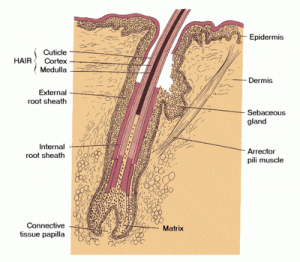 Cuticle
HAIR
Cortex
Medulla
External
root sheath
Internal
root sheath
Connective
tissue papilla
Matrix
Epidermis
Dermis
Sebaceous
gland
Arrector
pili muscle